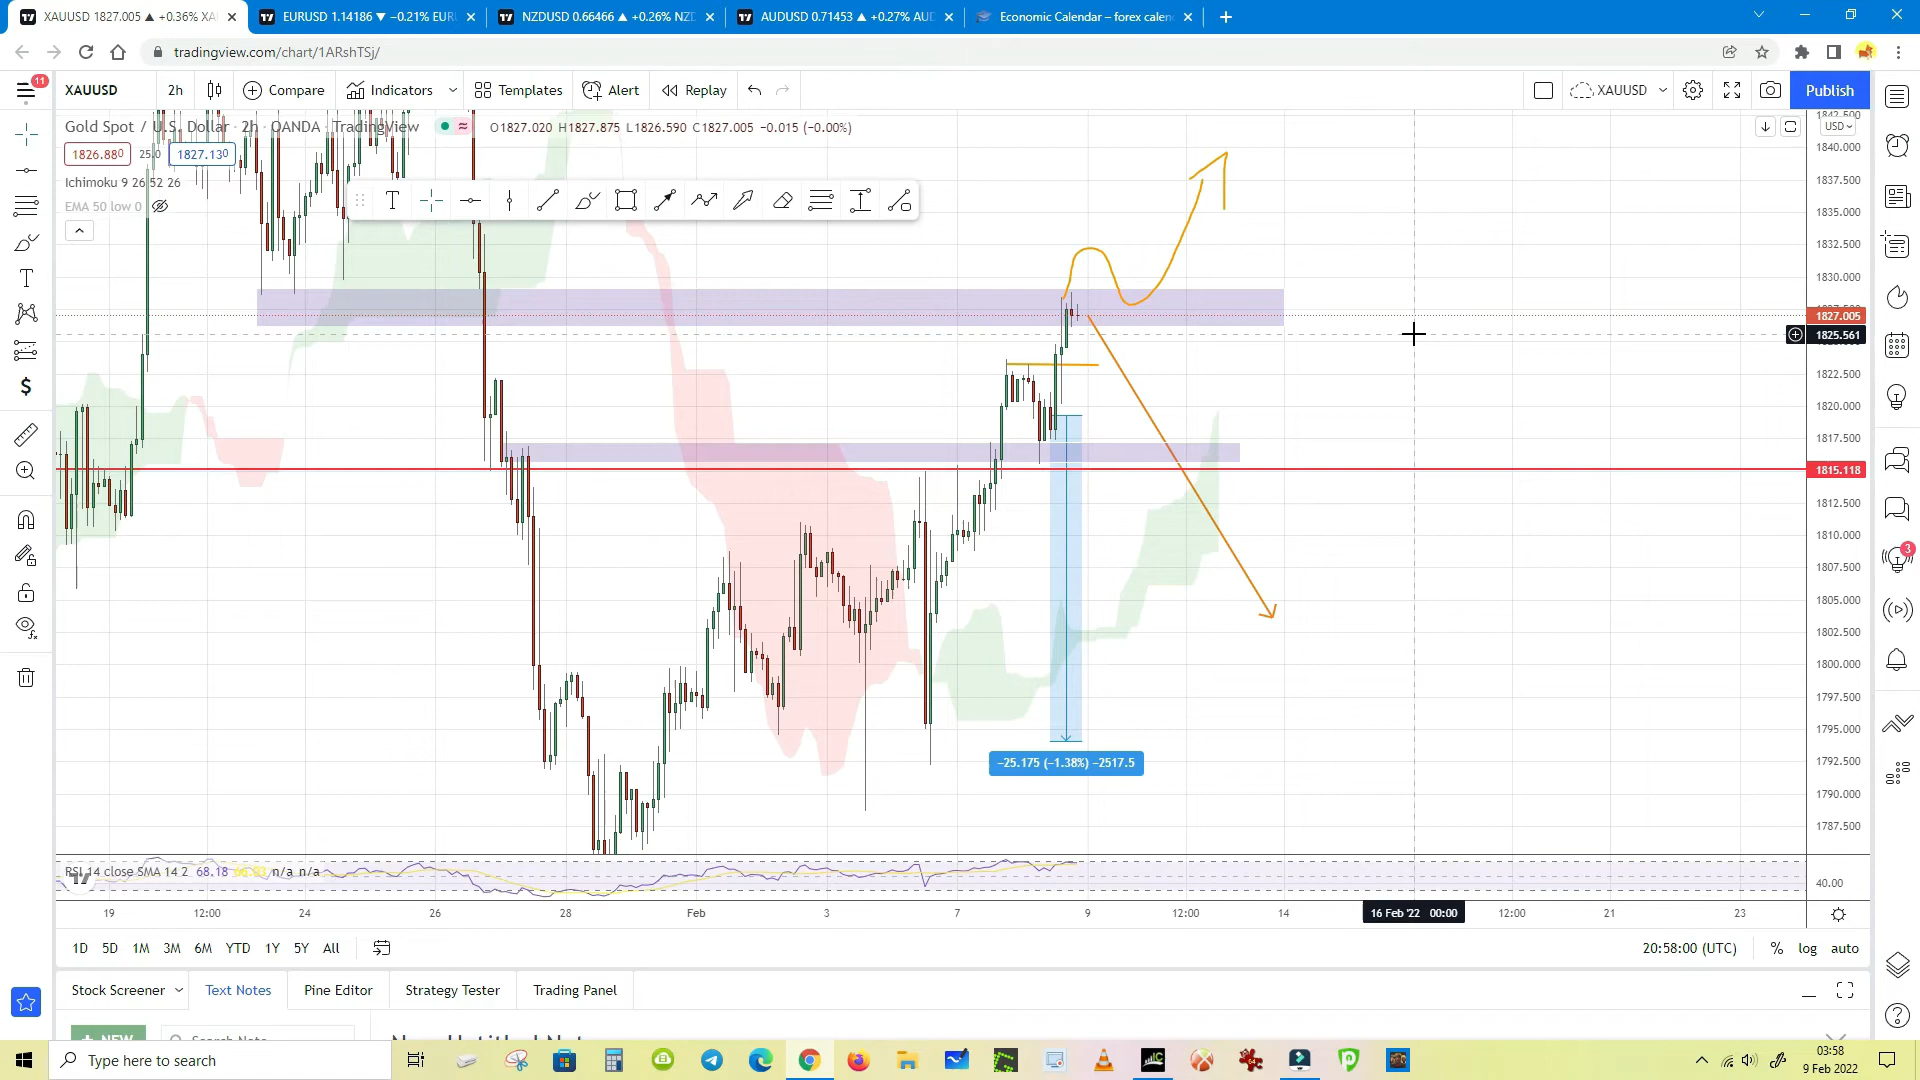 XAUUSD 1827.005 ▲ +0.36% XA
EURUSD 1.14186 ▼ −0.21% EUR
NZDUSD 0.66466 ▲ +0.26% NZD
AUDUSD 0.71453 ▲ +0.27% AUD
Economic Calendar – forex calen
tradingview.com/chart/1ARshTSj/
11
XAUUSD 2h Compare Indicators Templates Alert Replay XAUUSD Publish
Gold Spot / U.S. Dollar · 2h · OANDA · TradingView O1827.020 H1827.875 L1826.590 C1827.005 −0.015 (−0.00%)
1826.880 25.0 1827.130
Ichimoku 9 26 52 26
EMA 50 low 0
USD
1842.500
1840.000
1837.500
1835.000
1832.500
1830.000
1827.005
1825.561
1822.500
1820.000
1817.500
1815.118
1812.500
1810.000
1807.500
1805.000
1802.500
1800.000
1797.500
1795.000
1792.500
1790.000
1787.500
−25.175 (−1.38%) −2517.5
3
RSI 14 close SMA 14 2 68.18 n/a n/a
40.00
19 12:00 24 26 28 Feb 3 7 9 12:00 14 16 Feb '22 00:00 12:00 21 23
1D 5D 1M 3M 6M YTD 1Y 5Y All 20:58:00 (UTC) % log auto
Stock Screener Text Notes Pine Editor Strategy Tester Trading Panel
Type here to search
03:58
9 Feb 2022